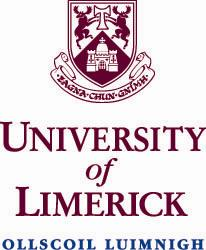 EAGNA·CHUN·GNÍMH
UNIVERSITY
of
LIMERICK
OLLSCOIL LUIMNIGH